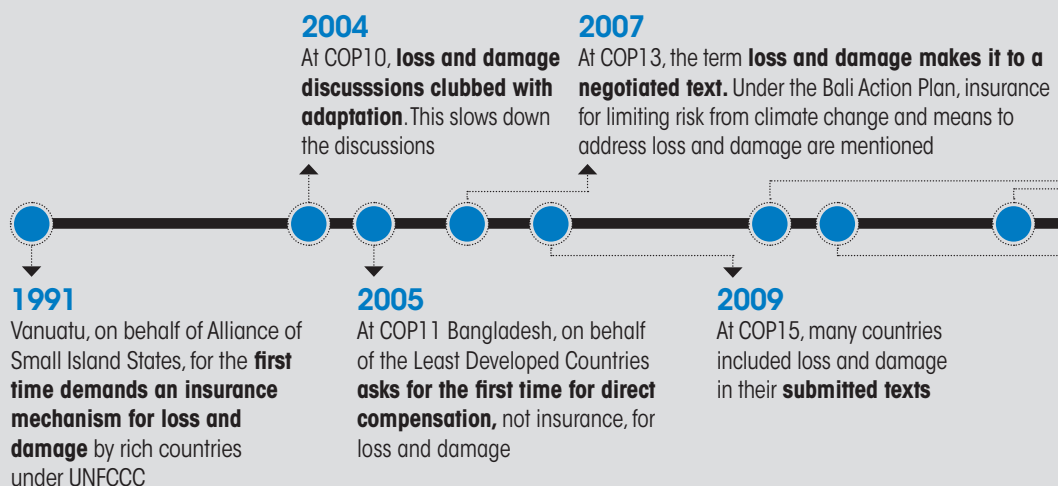 2004
At COP10, loss and damage
discusssions clubbed with
adaptation. This slows down
the discussions
2007
At COP13, the term loss and damage makes it to a
negotiated text. Under the Bali Action Plan, insurance
for limiting risk from climate change and means to
address loss and damage are mentioned
1991
Vanuatu, on behalf of Alliance of
Small Island States, for the first
time demands an insurance
mechanism for loss and
damage by rich countries
under UNFCCC
2005
At COP11 Bangladesh, on behalf
of the Least Developed Countries
asks for the first time for direct
compensation, not insurance, for
loss and damage
2009
At COP15, many countries
included loss and damage
in their submitted texts